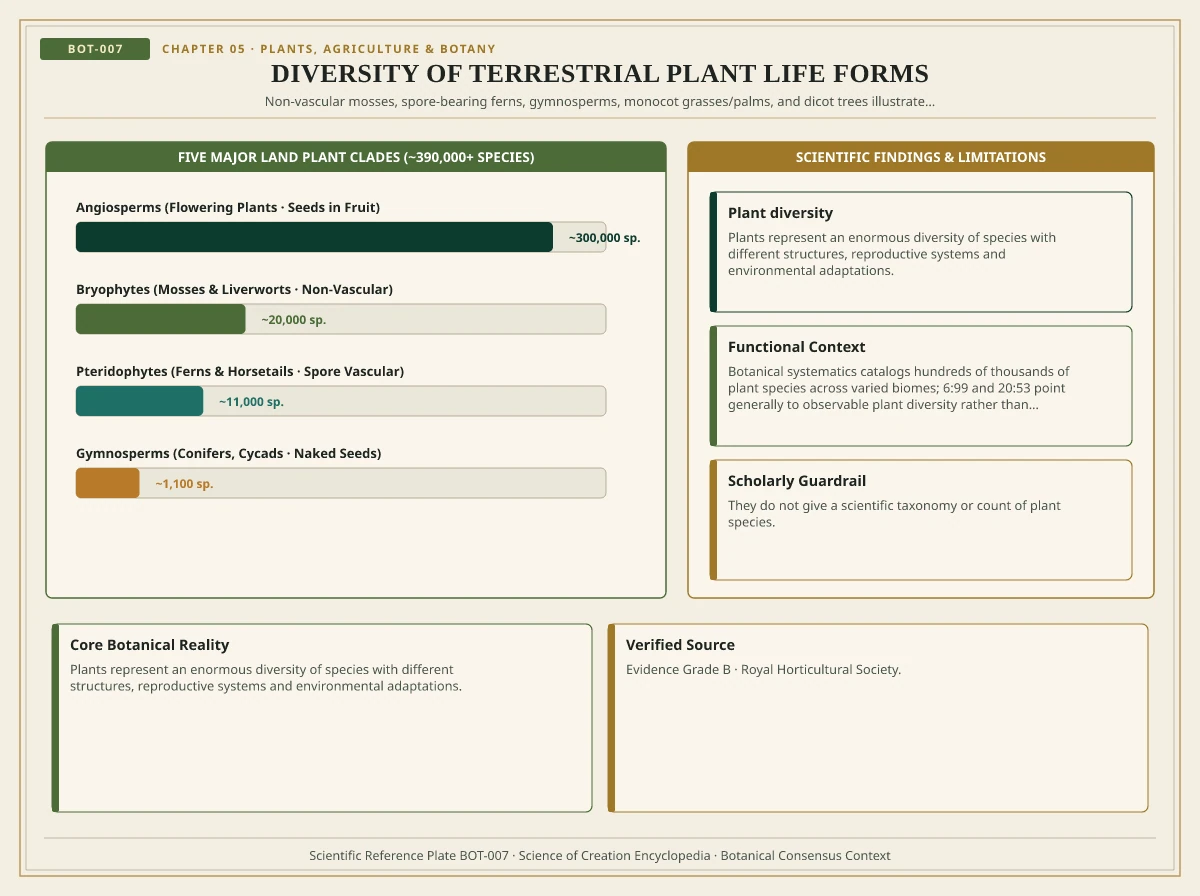 BOT-007
CHAPTER 05 · PLANTS, AGRICULTURE & BOTANY
DIVERSITY OF TERRESTRIAL PLANT LIFE FORMS
Non-vascular mosses, spore-bearing ferns, gymnosperms, monocot grasses/palms, and dicot trees illustrate...
FIVE MAJOR LAND PLANT CLADES (~390,000+ SPECIES)
Angiosperms (Flowering Plants · Seeds in Fruit)
~300,000 sp.
Bryophytes (Mosses & Liverworts · Non-Vascular)
~20,000 sp.
Pteridophytes (Ferns & Horsetails · Spore Vascular)
~11,000 sp.
Gymnosperms (Conifers, Cycads · Naked Seeds)
~1,100 sp.
SCIENTIFIC FINDINGS & LIMITATIONS
Plant diversity
Plants represent an enormous diversity of species with
different structures, reproductive systems and
environmental adaptations.
Functional Context
Botanical systematics catalogs hundreds of thousands of
plant species across varied biomes; 6:99 and 20:53 point
generally to observable plant diversity rather than...
Scholarly Guardrail
They do not give a scientific taxonomy or count of plant
species.
Core Botanical Reality
Plants represent an enormous diversity of species with different
structures, reproductive systems and environmental adaptations.
Verified Source
Evidence Grade B · Royal Horticultural Society.
Scientific Reference Plate BOT-007 · Science of Creation Encyclopedia · Botanical Consensus Context